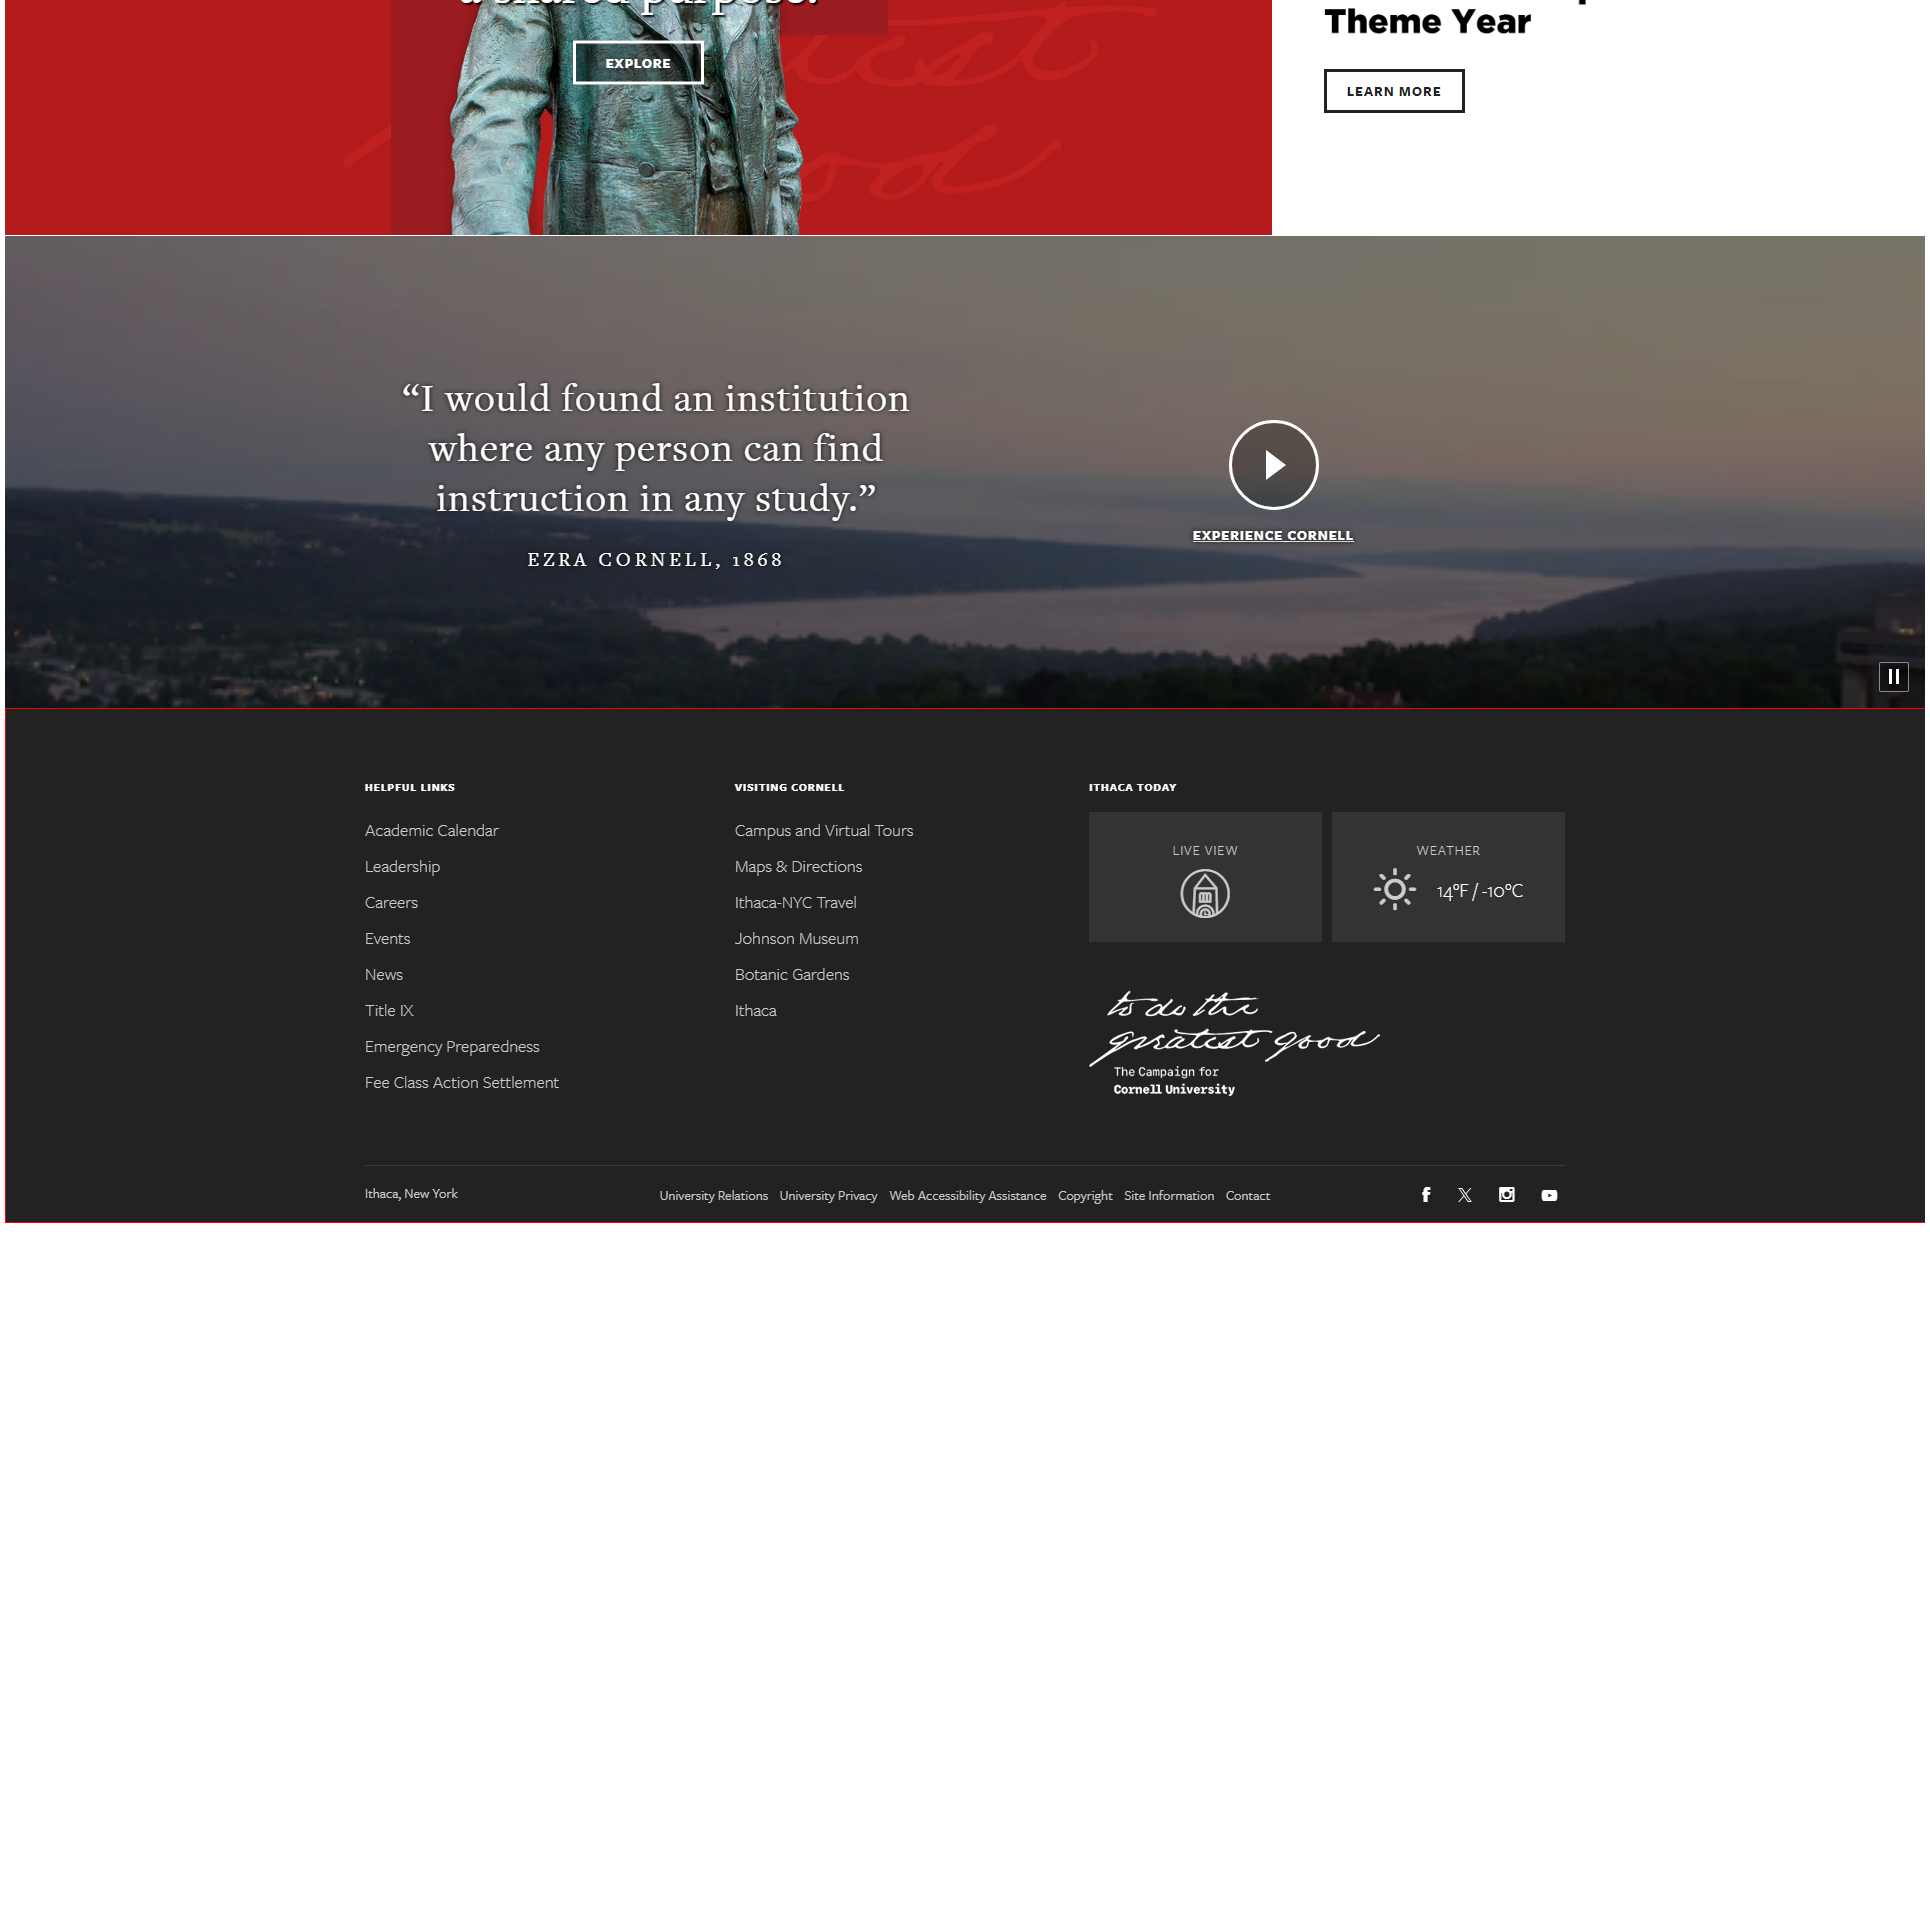 a shared purpose.
EXPLORE
Theme Year
LEARN MORE
“I would found an institution
where any person can find
instruction in any study.”
EZRA CORNELL, 1868
EXPERIENCE CORNELL
HELPFUL LINKS
Academic Calendar
Leadership
Careers
Events
News
Title IX
Emergency Preparedness
Fee Class Action Settlement
VISITING CORNELL
Campus and Virtual Tours
Maps & Directions
Ithaca-NYC Travel
Johnson Museum
Botanic Gardens
Ithaca
ITHACA TODAY
LIVE VIEW
WEATHER
14ºF / -10ºC
to do the
greatest good
The Campaign for
Cornell University
Ithaca, New York
University Relations University Privacy Web Accessibility Assistance Copyright Site Information Contact